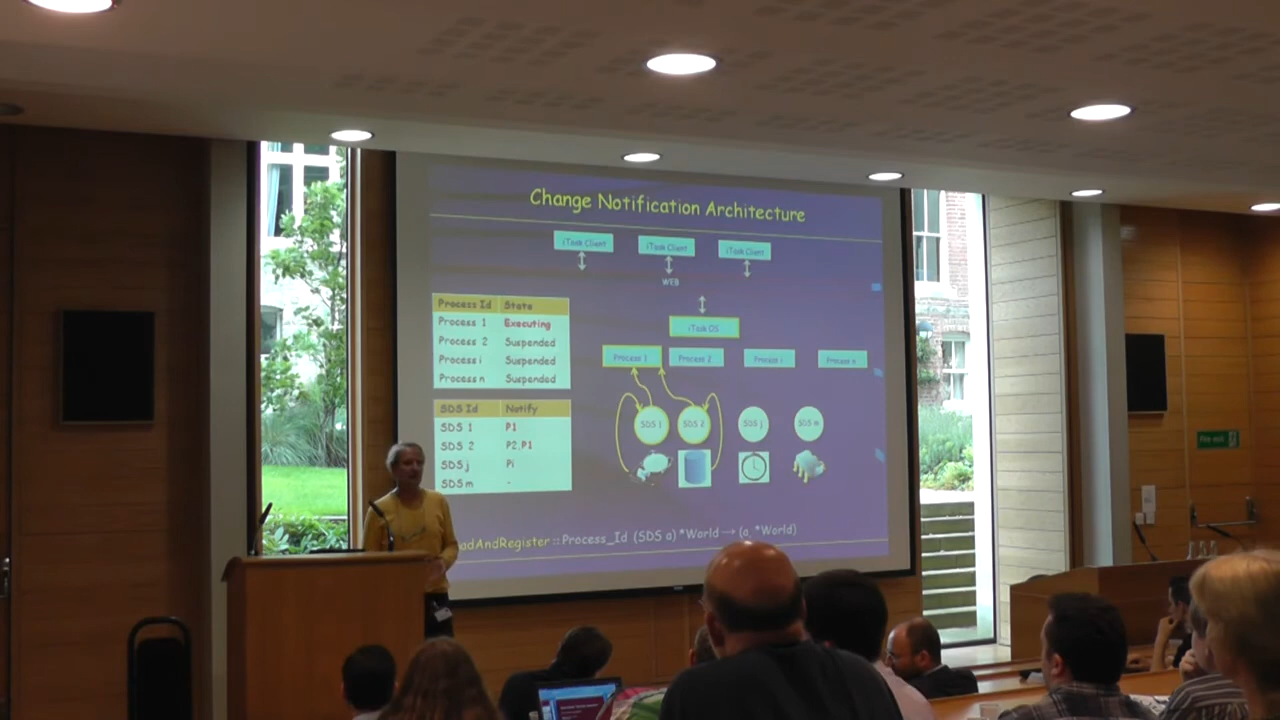 Change Notification Architecture
iTask Client iTask Client iTask Client
WEB
iTask OS
Process 1 Process 2 Process i Process n
Process Id State
Process 1 Executing
Process 2 Suspended
Process i Suspended
Process n Suspended
SDS Id Notify
SDS 1 P1
SDS 2 P2,P1
SDS j Pi
SDS m -
SDS 1 SDS 2 SDS j SDS m
adAndRegister :: Process_Id (SDS a) *World → (a, *World)